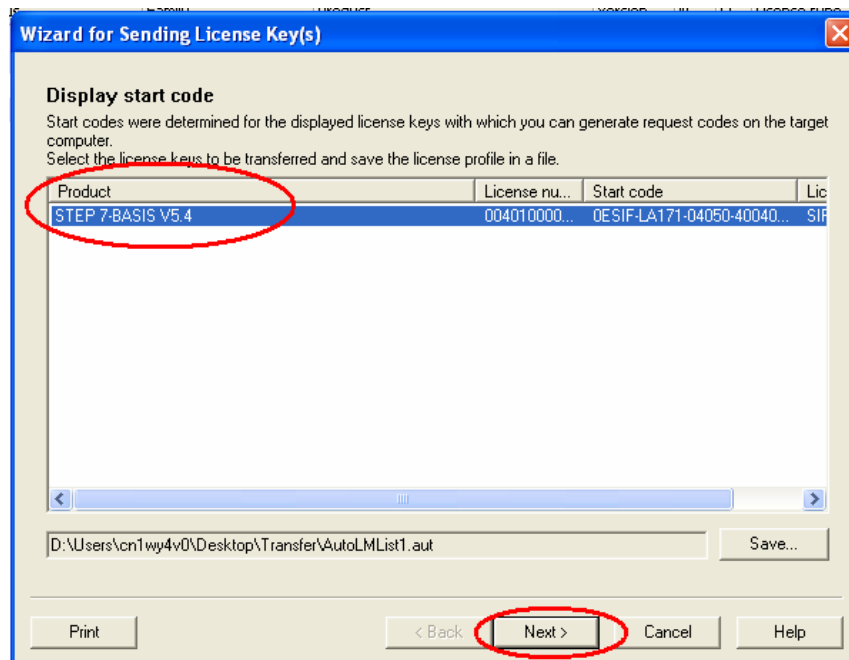 Wizard for Sending License Key(s)
Display start code
Start codes were determined for the displayed license keys with which you can generate request codes on the target
computer.
Select the license keys to be transferred and save the license profile in a file.
Product License nu... Start code Lic
STEP 7-BASIS V5.4 004010000... 0ESIF-LA171-04050-40040... SIF
D:\Users\cn1wy4v0\Desktop\Transfer\AutoLMList1.aut Save...
Print < Back Next > Cancel Help